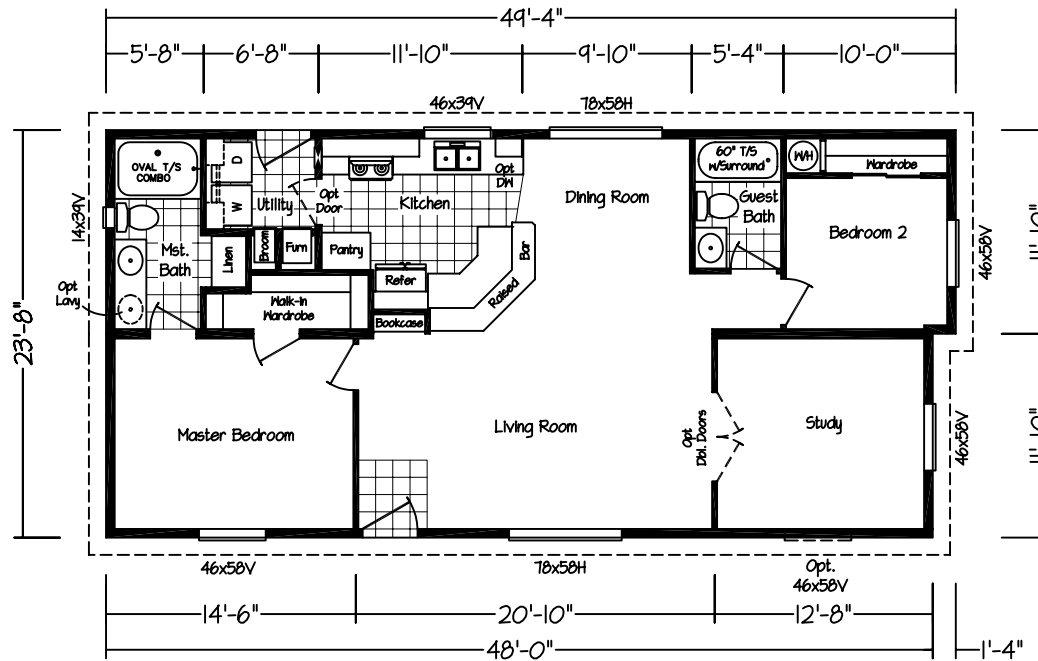 49'-4"
5'-8" 6'-8" 11'-10" 9'-10" 5'-4" 10'-0"
46x39V 78x58H
OVAL T/S
COMBO
D
W
Utility
Opt
Door
Kitchen
Opt
DW
Dining Room
60" T/S
W/Surround
Guest
Bath
W/H
Wardrobe
Bedroom 2
14x39V
46x58V
Mst.
Bath
Linen
Broom
Furn
Pantry
Refer
Bar
Raised
Opt
Lavy
Walk-in
Wardrobe
Bookcase
23'-8"
Master Bedroom
Living Room
Opt
Dbl. Doors
Study
46x58V
46x58V
78x58H
Opt.
46x58V
14'-6" 20'-10" 12'-8"
48'-0" 1'-4"